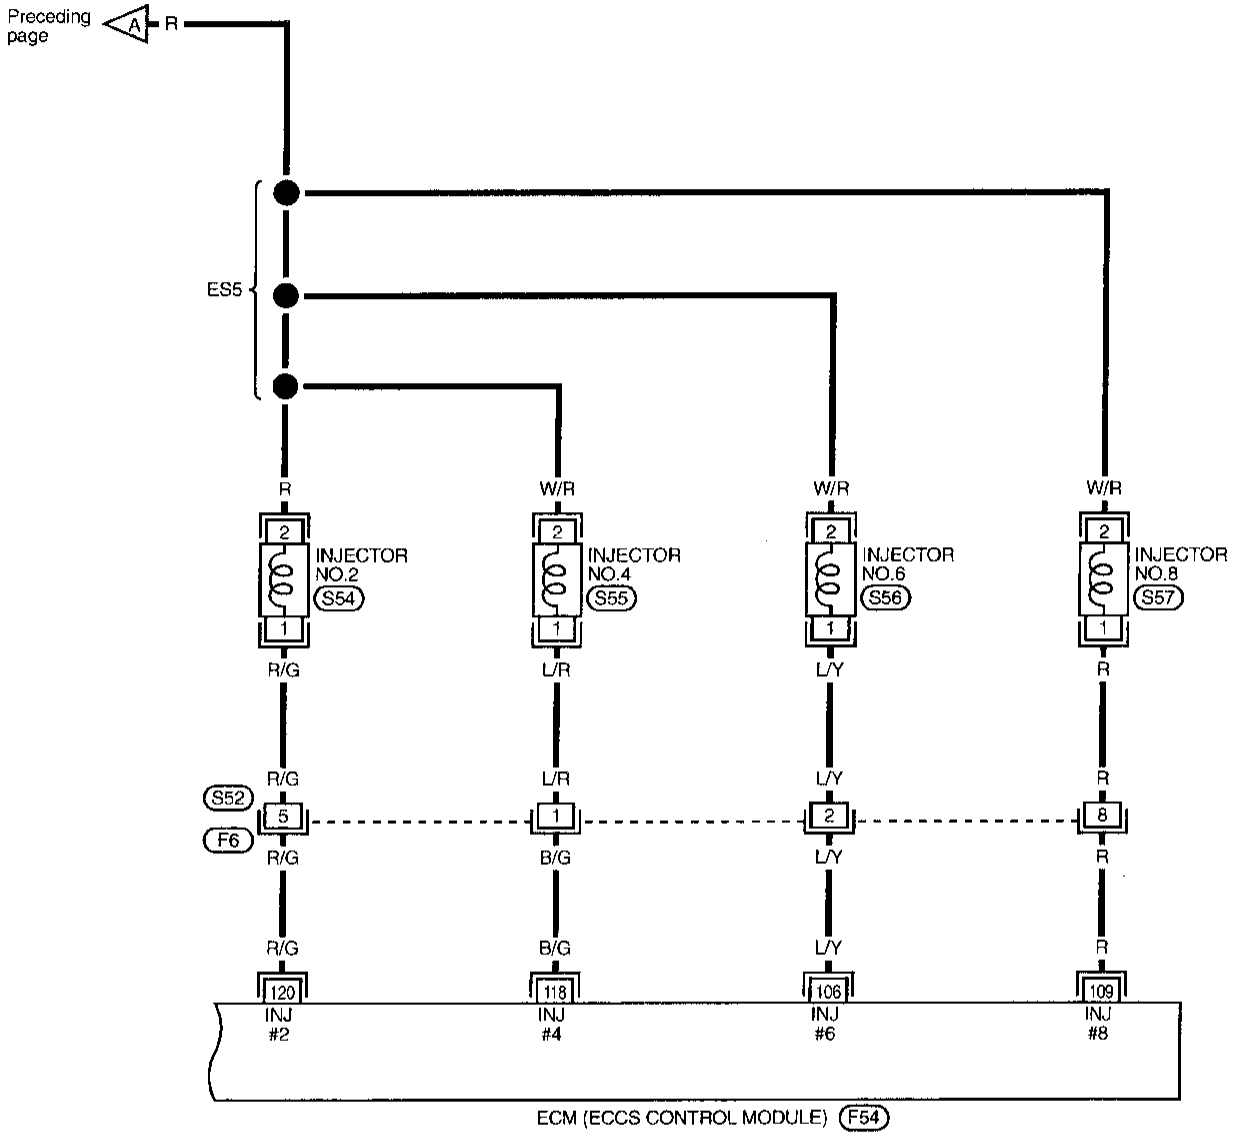 Preceding
page
A
R
ES5
R
W/R
W/R
W/R
2
2
2
2
INJECTOR
NO.2
S54
INJECTOR
NO.4
S55
INJECTOR
NO.6
S56
INJECTOR
NO.8
S57
1
1
1
1
R/G
L/R
L/Y
R
R/G
L/R
L/Y
R
S52
5
1
2
8
F6
R/G
B/G
L/Y
R
R/G
B/G
L/Y
R
120
118
106
109
INJ
#2
INJ
#4
INJ
#6
INJ
#8
ECM (ECCS CONTROL MODULE) F54